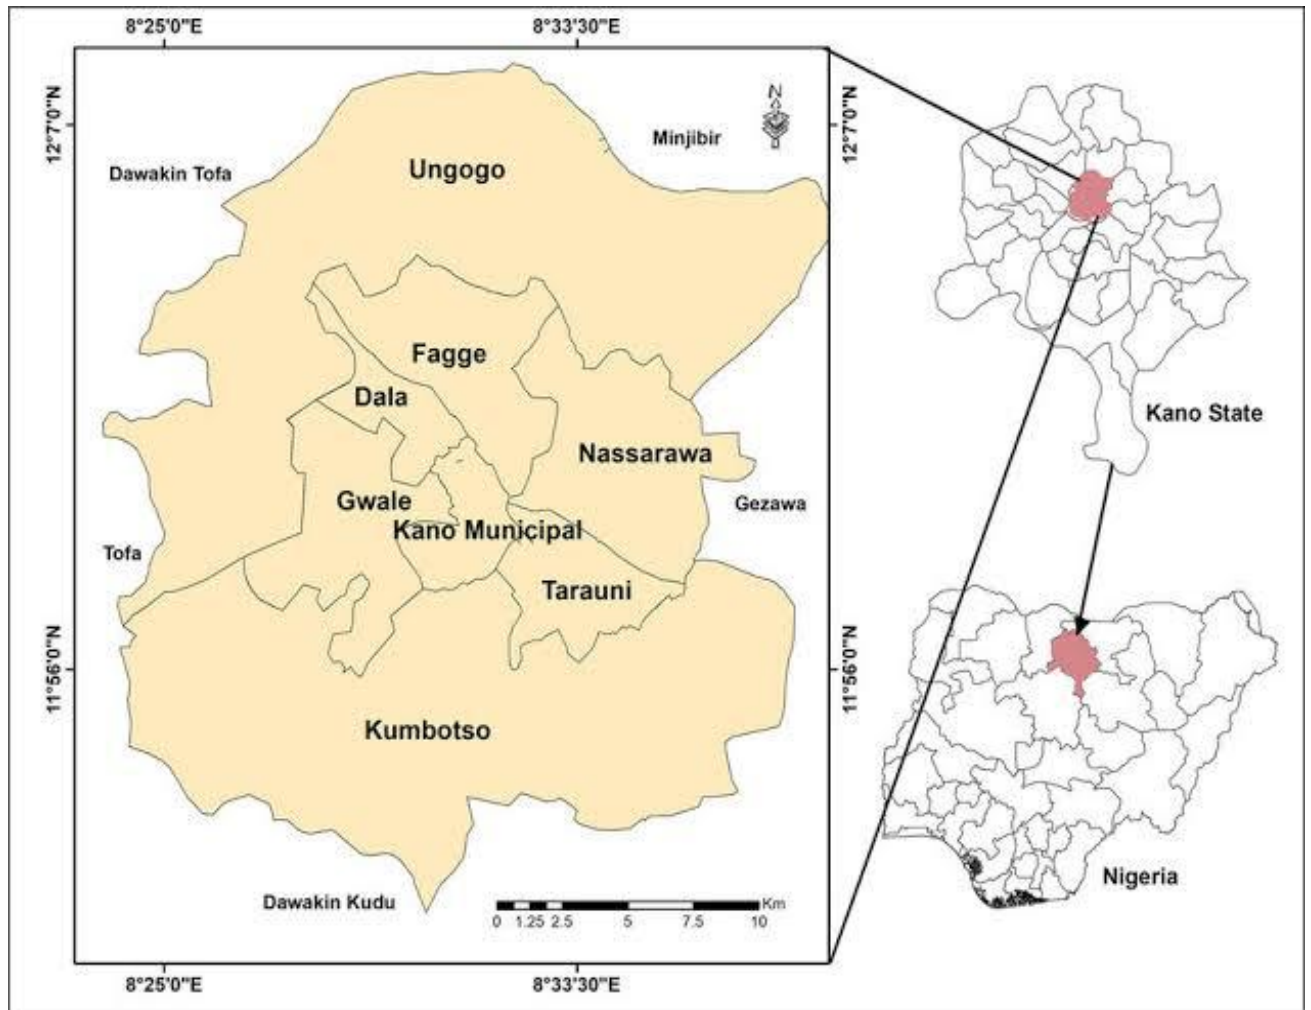 8°25'0"E 8°33'30"E
12°7'0"N
12°7'0"N
N
Minjibir
Dawakin Tofa
Ungogo
Fagge
Dala
Kano State
Nassarawa
Gwale
Gezawa
Kano Municipal
Tofa
Tarauni
11°56'0"N
11°56'0"N
Kumbotso
Nigeria
Dawakin Kudu
Km
0 1.25 2.5 5 7.5 10
8°25'0"E 8°33'30"E